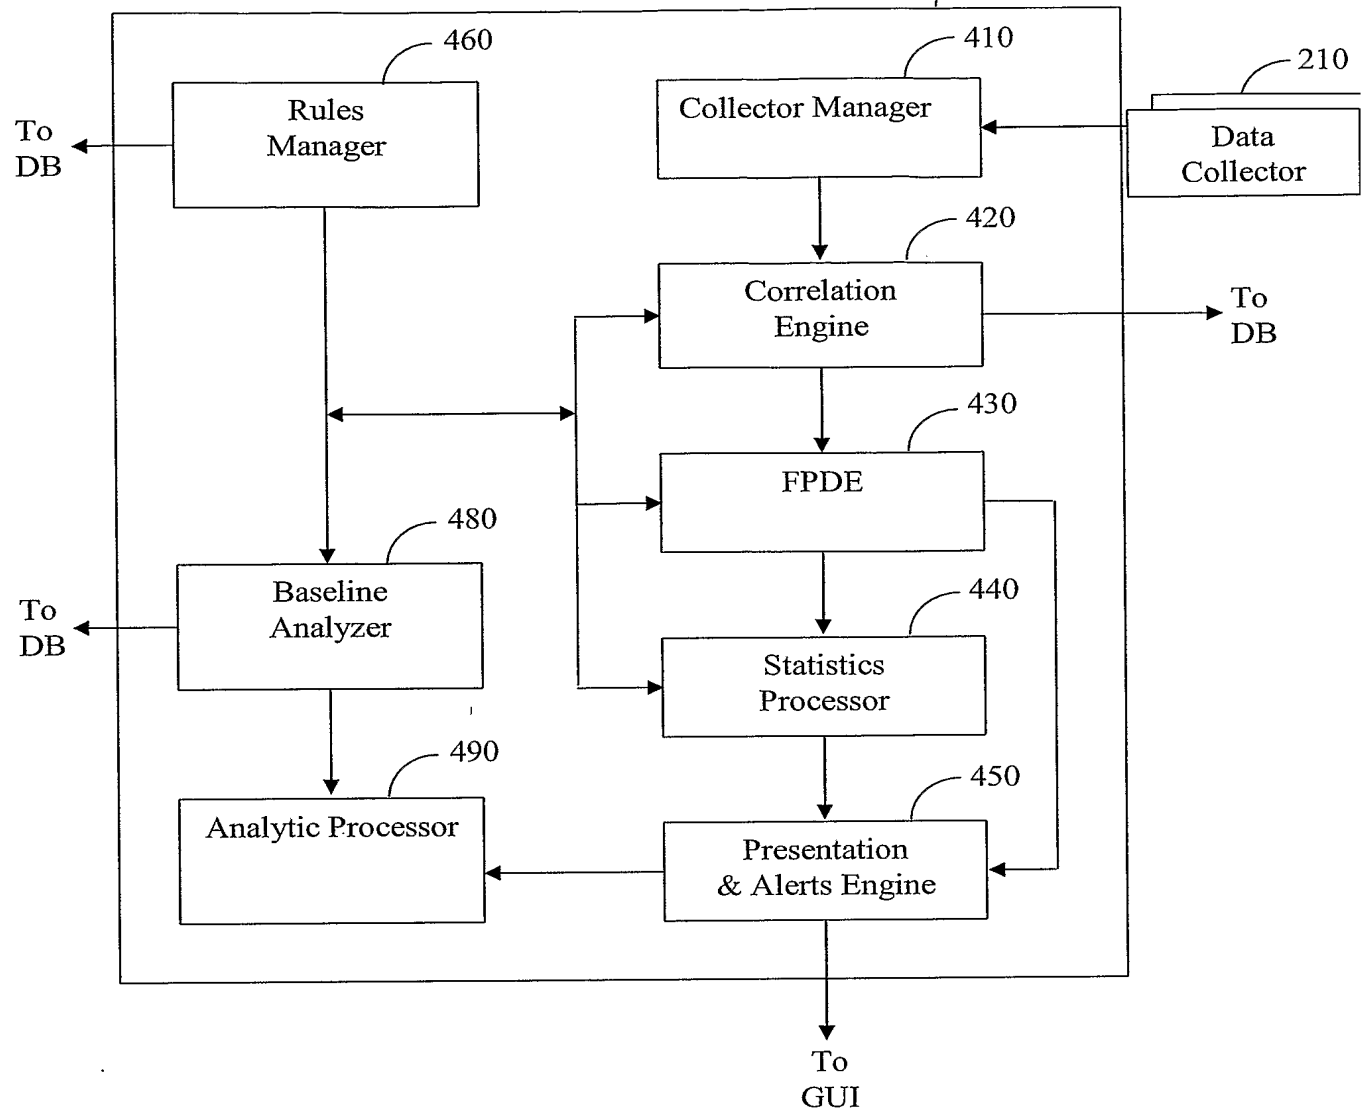 460
410
210
Rules
Manager
Collector Manager
To
DB
Data
Collector
420
Correlation
Engine
To
DB
430
FPDE
480
Baseline
Analyzer
To
DB
440
Statistics
Processor
490
Analytic Processor
450
Presentation
& Alerts Engine
To
GUI